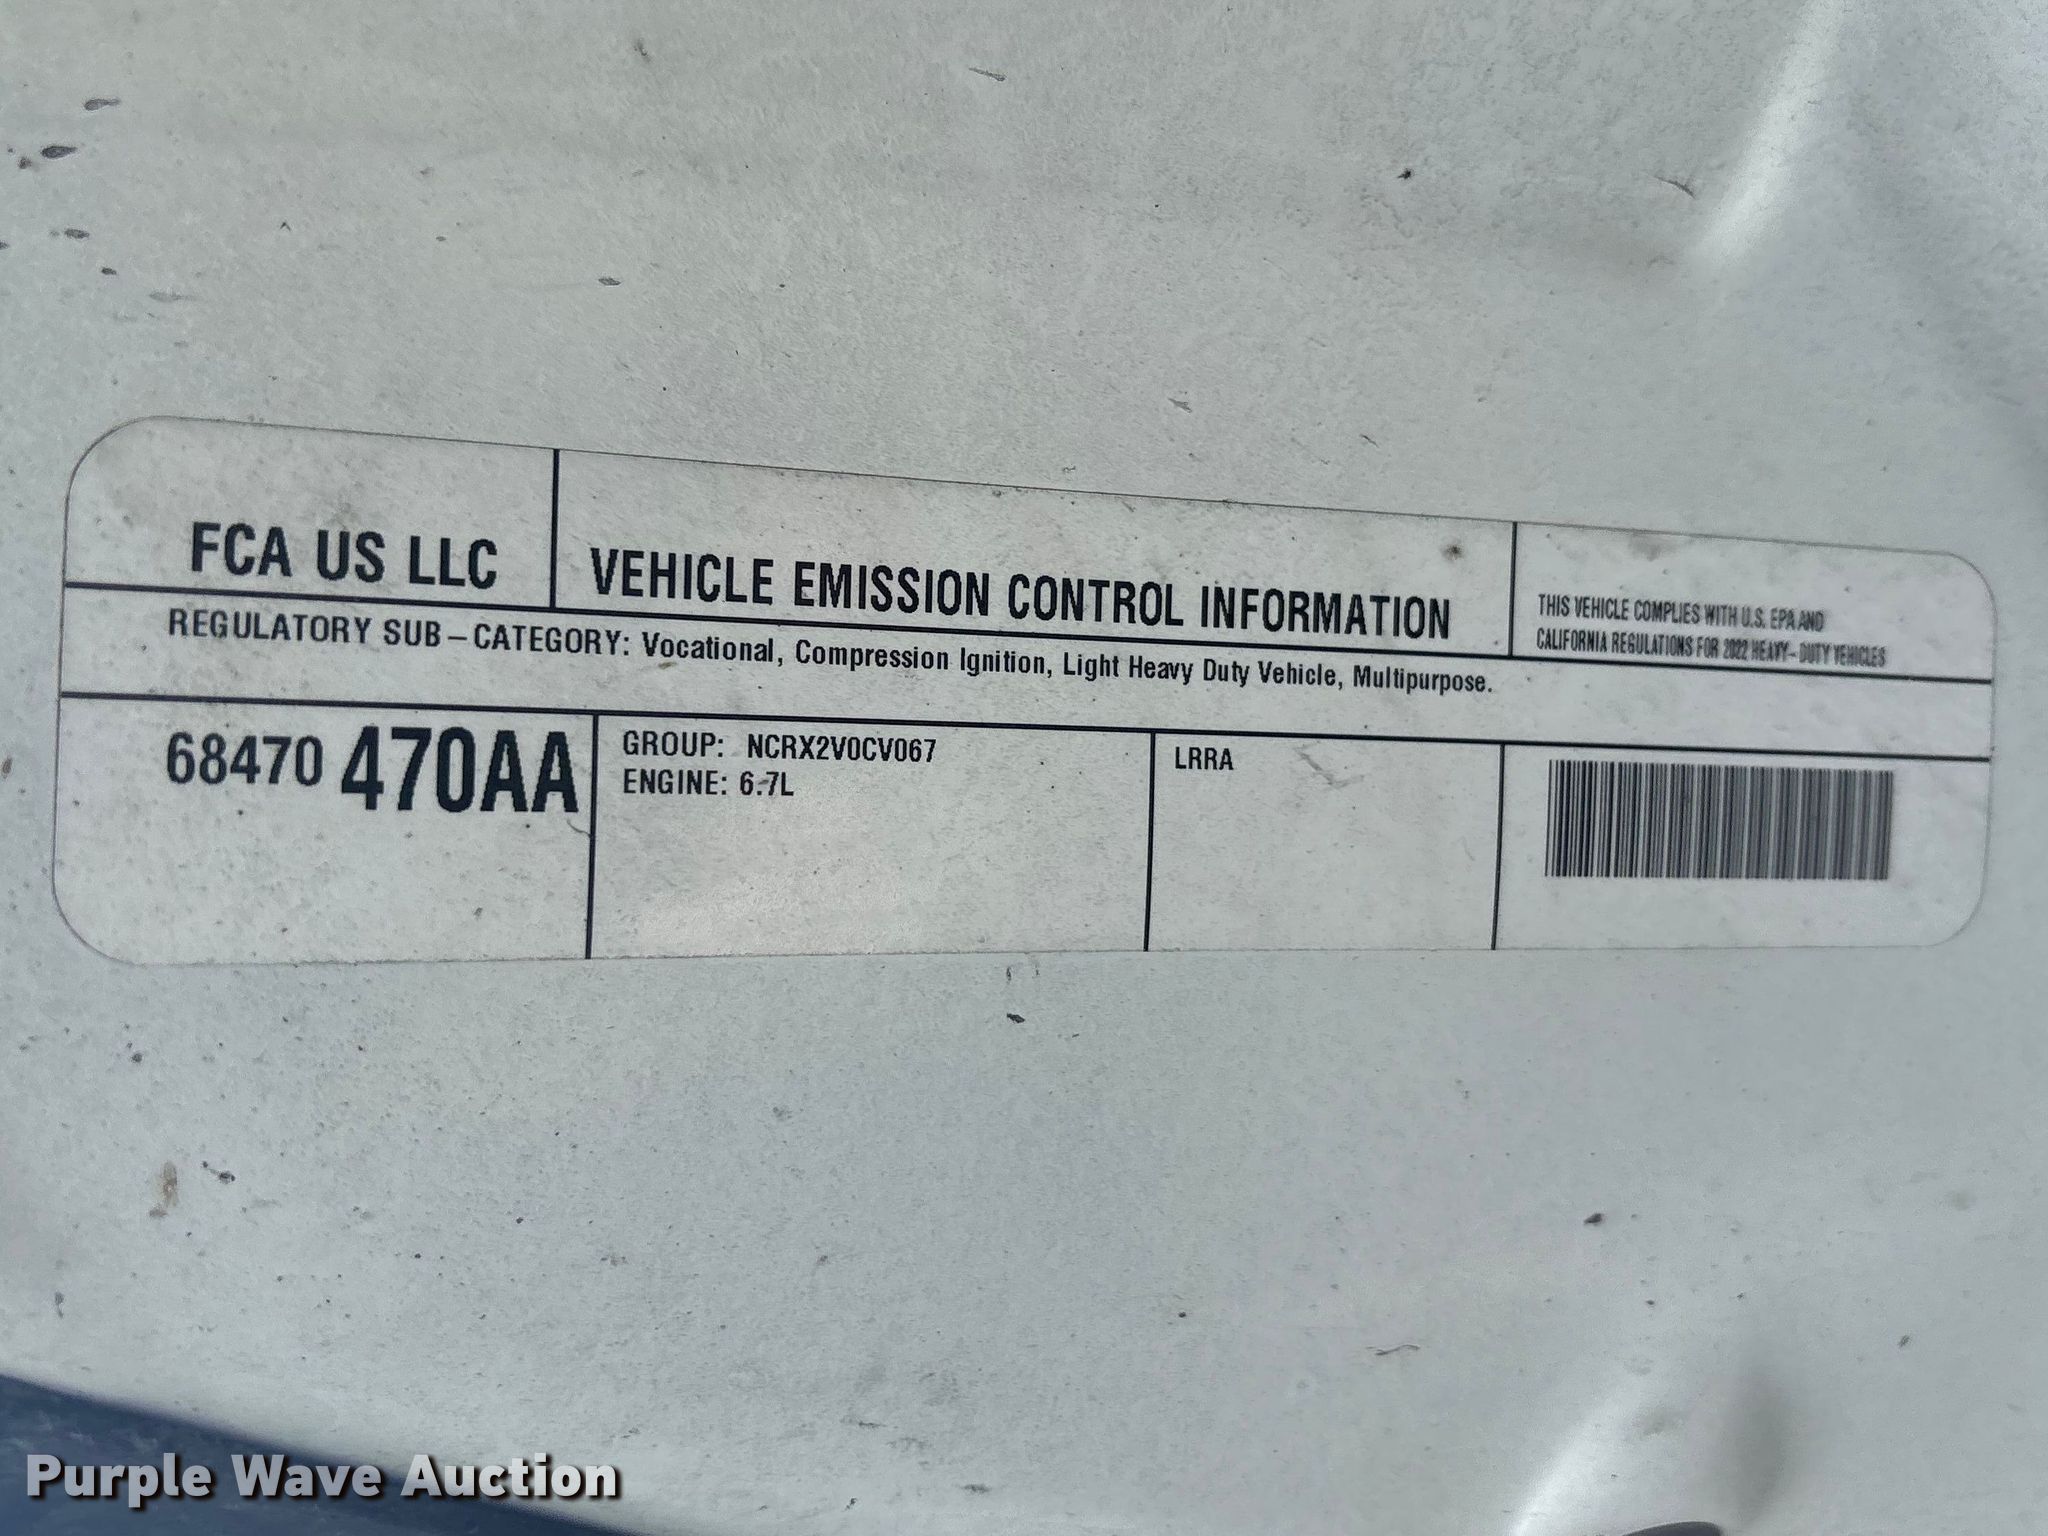 FCA US LLC
VEHICLE EMISSION CONTROL INFORMATION
THIS VEHICLE COMPLIES WITH U.S. EPA AND
CALIFORNIA REGULATIONS FOR 2022 HEAVY-DUTY VEHICLES
REGULATORY SUB-CATEGORY: Vocational, Compression Ignition, Light Heavy Duty Vehicle, Multipurpose.
68470 470AA
GROUP: NCRX2V0CV067
ENGINE: 6.7L
LRRA
Purple Wave Auction